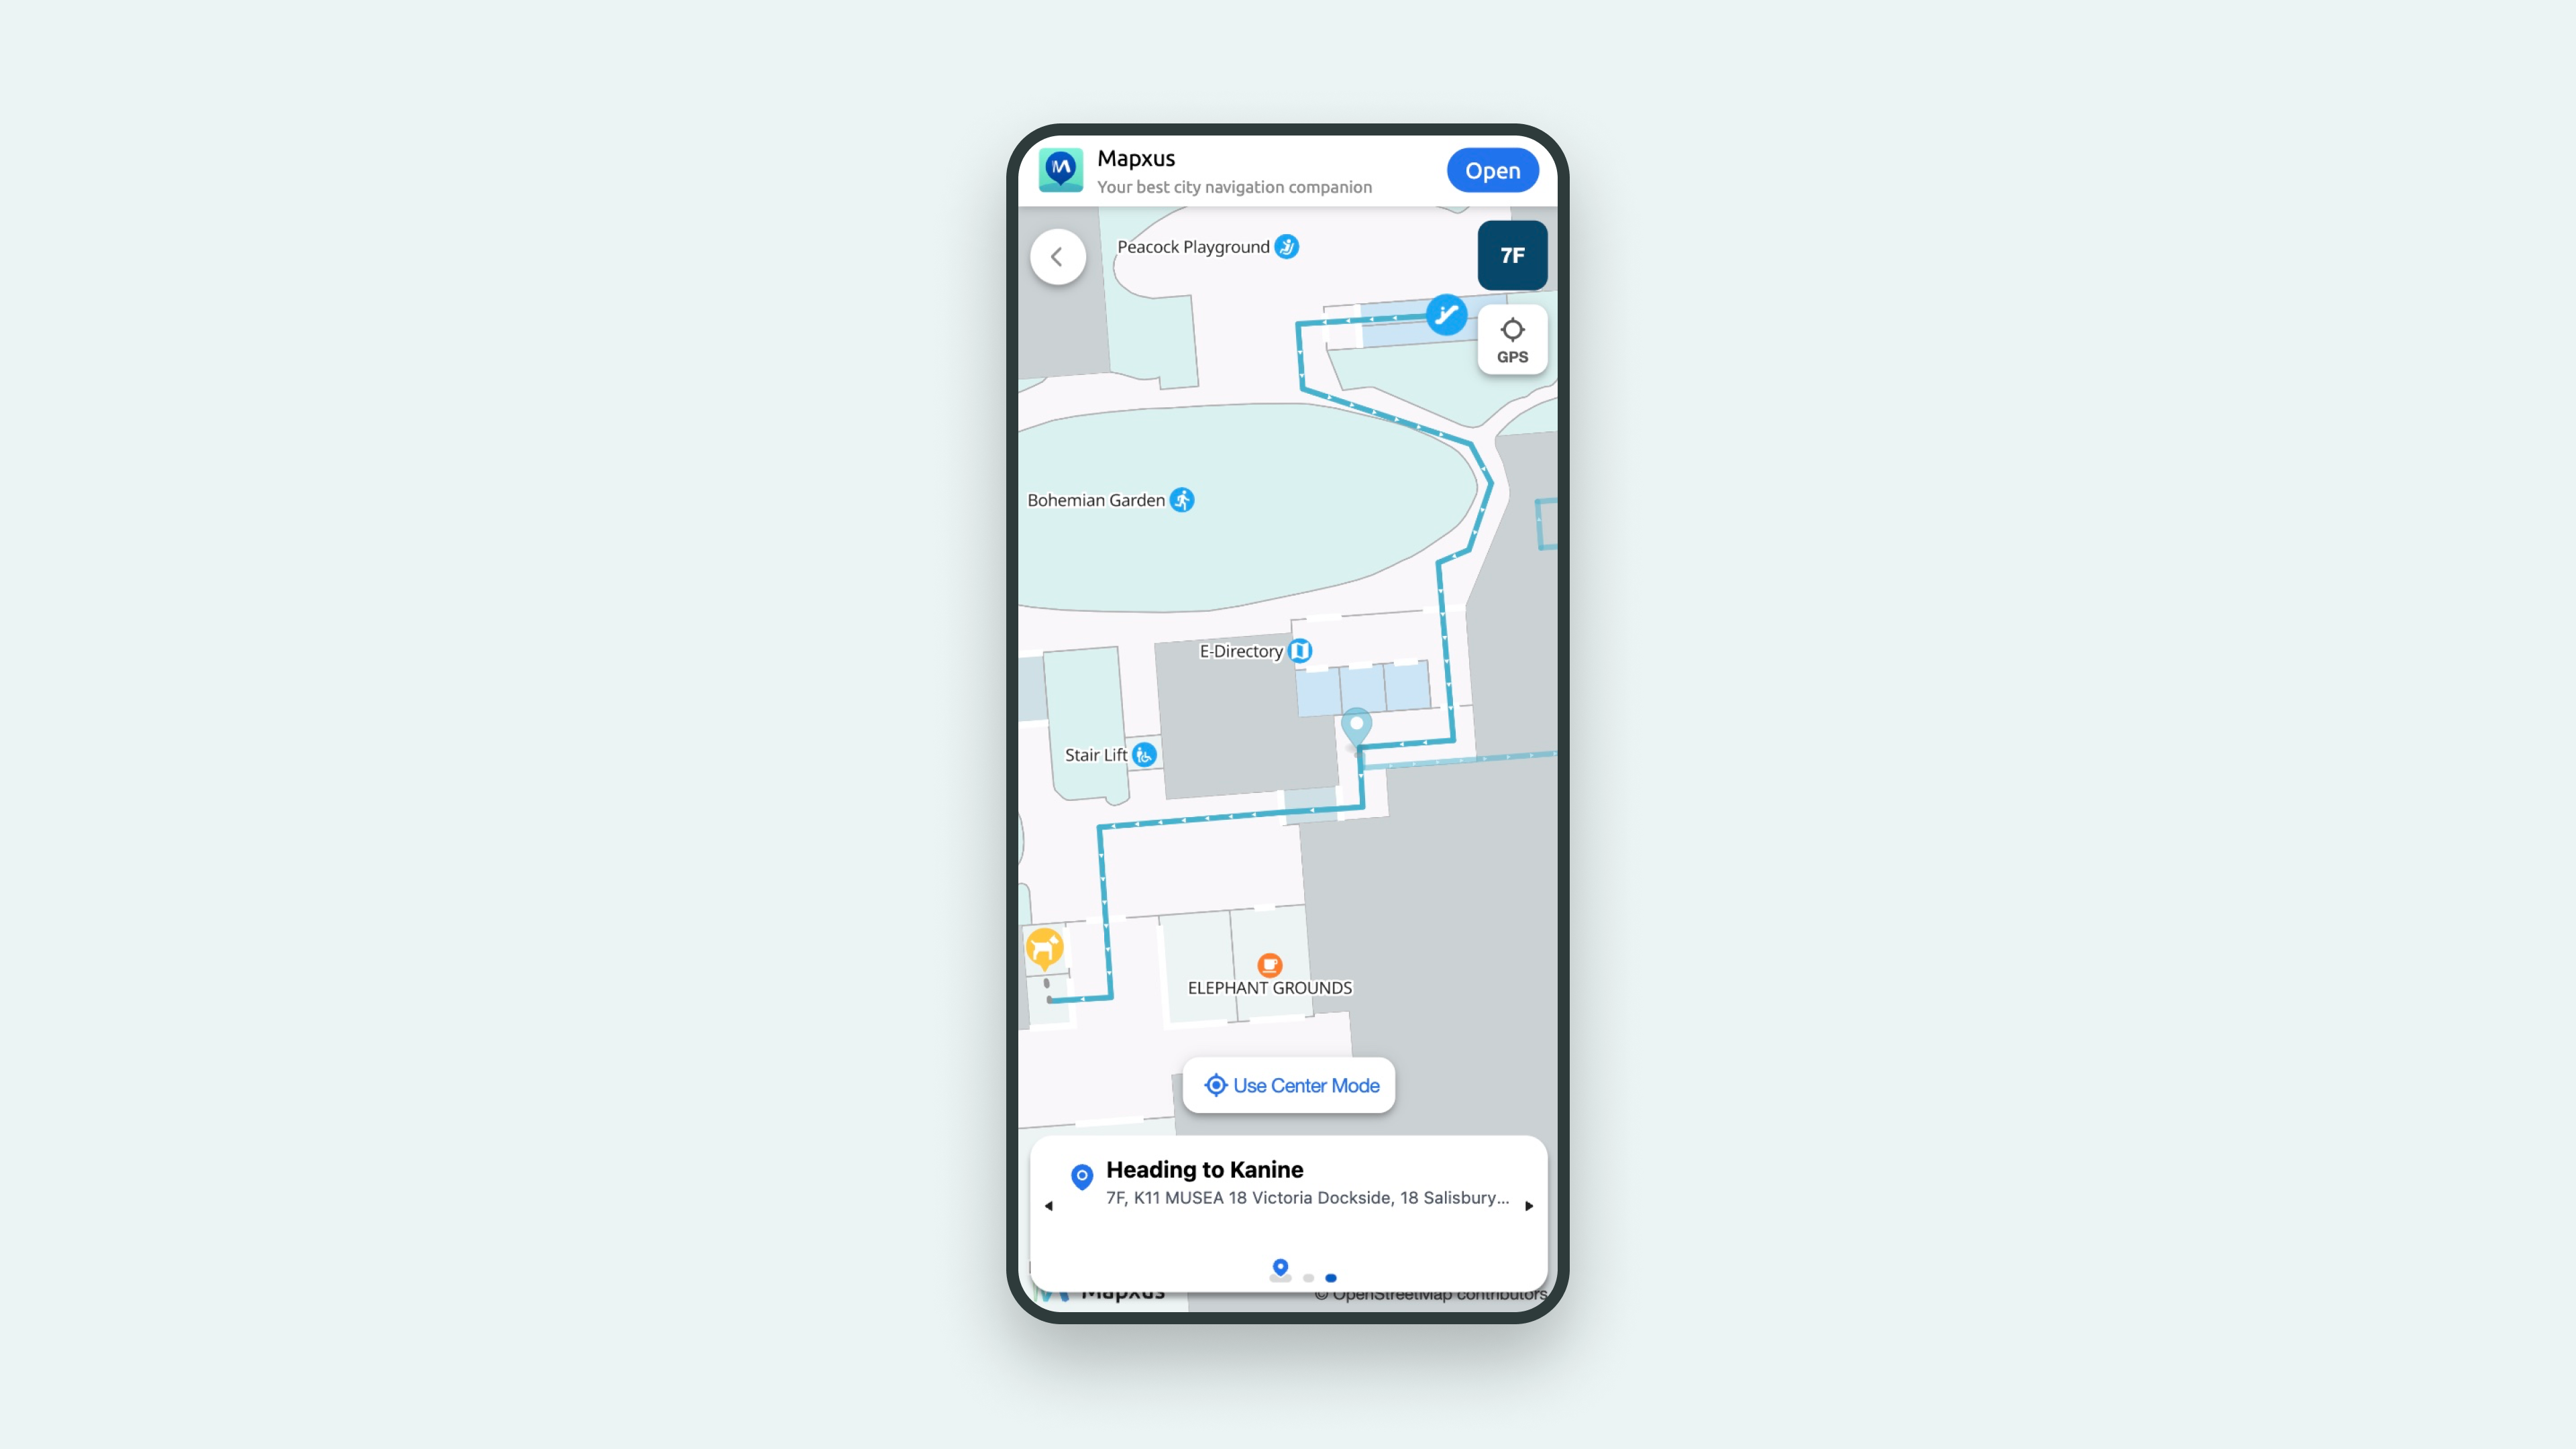 Mapxus
Your best city navigation companion
Open
Peacock Playground
7F
GPS
Bohemian Garden
E-Directory
Stair Lift
ELEPHANT GROUNDS
Use Center Mode
Heading to Kanine
7F, K11 MUSEA 18 Victoria Dockside, 18 Salisbury...
Mapxus
© OpenStreetMap contributors